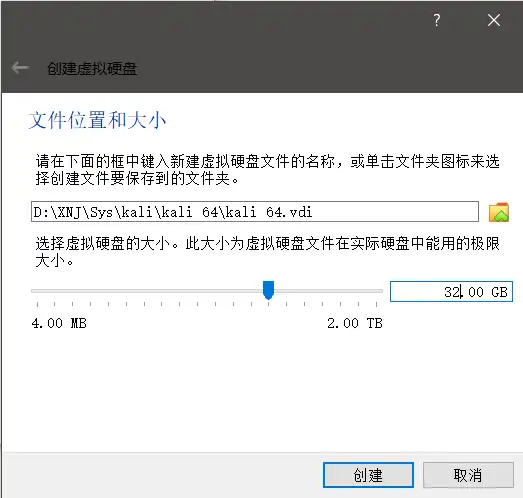 ?
创建虚拟硬盘
文件位置和大小
请在下面的框中键入新建虚拟硬盘文件的名称，或单击文件夹图标来选
择创建文件要保存到的文件夹。
D:\XNJ\Sys\kali\kali 64\kali 64.vdi
选择虚拟硬盘的大小。此大小为虚拟硬盘文件在实际硬盘中能用的极限
大小。
32.00 GB
4.00 MB 2.00 TB
创建 取消